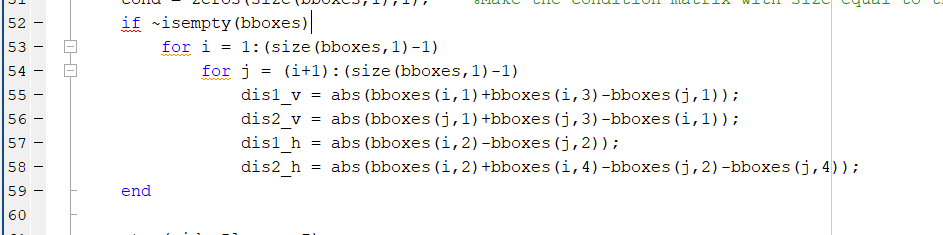 cond = zeros(size(bboxes,1),1); %Make the condition matrix with size equal to t
52 if ~isempty(bboxes)
53 for i = 1:(size(bboxes,1)-1)
54 for j = (i+1):(size(bboxes,1)-1)
55 dis1_v = abs(bboxes(i,1)+bboxes(i,3)-bboxes(j,1));
56 dis2_v = abs(bboxes(j,1)+bboxes(j,3)-bboxes(i,1));
57 dis1_h = abs(bboxes(i,2)-bboxes(j,2));
58 dis2_h = abs(bboxes(i,2)+bboxes(i,4)-bboxes(j,2)-bboxes(j,4));
59 end
60